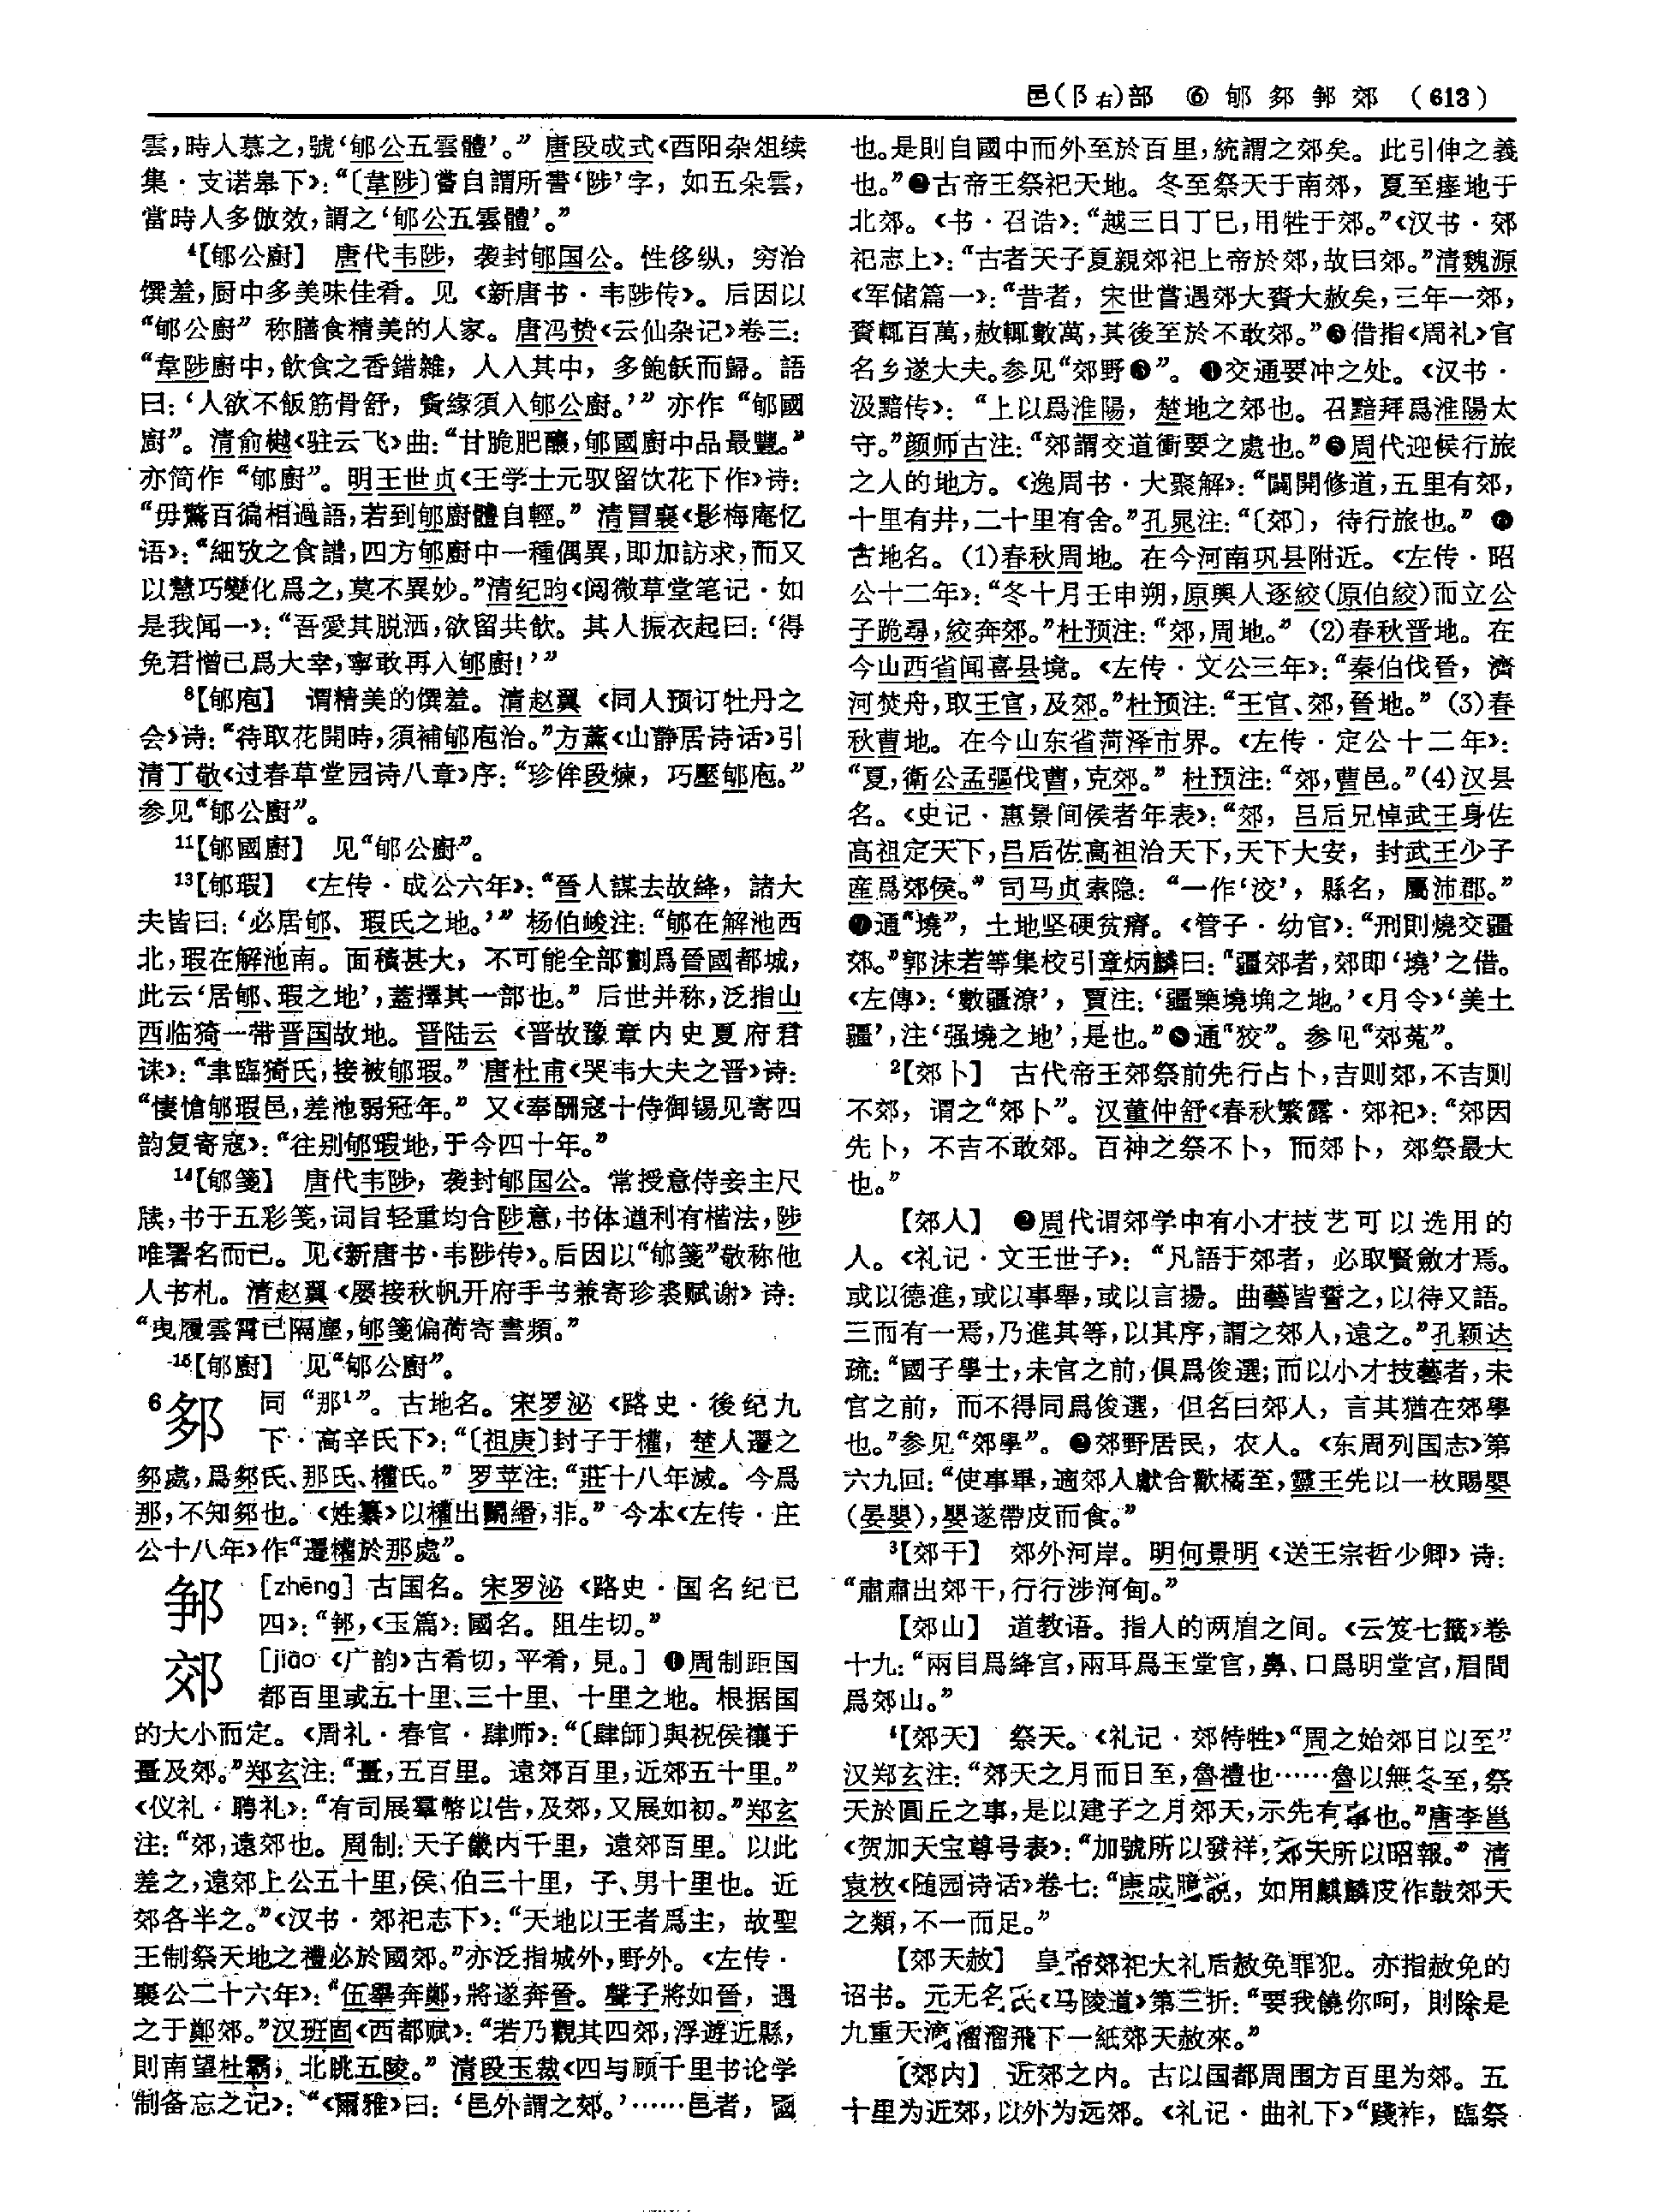 邑(阝右)部 ⑥ 郇 䣊 䣢 郊 (613)
雲,時人慕之,號‘郇公五雲體’。”唐段成式《酉阳杂俎续
集·支诺皋下》:“〔韋陟〕嘗自謂所書‘陟’字,如五朵雲,
當時人多倣效,謂之‘郇公五雲體’。”
4【郇公廚】 唐代韦陟,袭封郇国公。性侈纵,穷治
馔羞,厨中多美味佳肴。见《新唐书·韦陟传》。后因以
“郇公廚”称膳食精美的人家。唐冯贽《云仙杂记》卷三:
“韋陟廚中,飲食之香錯雜,人入其中,多飽飫而歸。語
曰:‘人欲不飯筋骨舒,夤緣須入郇公廚。’”亦作“郇國
廚”。清俞樾《驻云飞》曲:“甘脆肥醲,郇國廚中品最豐。”
亦简作“郇廚”。明王世贞《王学士元驭留饮花下作》诗:
“毋驚百徧相過語,若到郇廚體自輕。”清冒襄《影梅庵忆
语》:“細攷之食譜,四方郇廚中一種偶異,即加訪求,而又
以慧巧變化爲之,莫不異妙。”清纪昀《阅微草堂笔记·如
是我闻一》:“吾愛其脱洒,欲留共飲。其人振衣起曰:‘得
免君憎已爲大幸,寧敢再入郇廚!’”
8【郇庖】 谓精美的馔羞。清赵翼《同人预订牡丹之
会》诗:“待取花開時,須補郇庖治。”方薰《山静居诗话》引
清丁敬《过春草堂园诗八章》序:“珍侔段煉,巧壓郇庖。”
参见“郇公廚”。
11【郇國廚】 见“郇公廚”。
13【郇瑕】 《左传·成公六年》:“晉人謀去故絳,諸大
夫皆曰:‘必居郇、瑕氏之地。’”杨伯峻注:“郇在解池西
北,瑕在解池南。面積甚大,不可能全部劃爲晉國都城,
此云‘居郇、瑕之地’,蓋擇其一部也。”后世并称,泛指山
西临猗一带晋国故地。晋陆云《晋故豫章内史夏府君
诔》:“聿臨猗氏,接被郇瑕。”唐杜甫《哭韦大夫之晋》诗:
“悽愴郇瑕邑,差池弱冠年。”又《奉酬寇十侍御锡见寄四
韵复寄寇》:“往别郇瑕地,于今四十年。”
14【郇箋】 唐代韦陟,袭封郇国公。常授意侍妾主尺
牍,书于五彩笺,词旨轻重均合陟意,书体遒利有楷法,陟
唯署名而已。见《新唐书·韦陟传》。后因以“郇箋”敬称他
人书札。清赵翼《屡接秋帆开府手书兼寄珍裘赋谢》诗:
“曳履雲霄已隔塵,郇箋偏荷寄書頻。”
15【郇廚】 见“郇公廚”。
6 同“那1”。古地名。宋罗泌《路史·後纪九
下·高辛氏下》:“〔祖庚〕封子于權,楚人遷之
處,爲氏、那氏、權氏。”罗苹注:“莊十八年滅。今爲
那,不知也。《姓纂》以權出鬬緡,非。”今本《左传·庄
公十八年》作“遷權於那處”。
[zhēng] 古国名。宋罗泌《路史·国名纪已
四》:“,《玉篇》:國名。阻生切。”
郊 [jiāo 《广韵》古肴切,平肴,見。] ❶周制距国
都百里或五十里、三十里、十里之地。根据国
的大小而定。《周礼·春官·肆师》:“〔肆師〕與祝侯禳于
畺及郊。”郑玄注:“畺,五百里。遠郊百里,近郊五十里。”
《仪礼·聘礼》:“有司展羣幣以告,及郊,又展如初。”郑玄
注:“郊,遠郊也。周制:天子畿内千里,遠郊百里。以此
差之,遠郊上公五十里,侯、伯三十里,子、男十里也。近
郊各半之。”《汉书·郊祀志下》:“天地以王者爲主,故聖
王制祭天地之禮必於國郊。”亦泛指城外,野外。《左传·
襄公二十六年》:“伍舉奔鄭,將遂奔晉。聲子將如晉,遇
之于鄭郊。”汉班固《西都赋》:“若乃觀其四郊,浮遊近縣,
則南望杜霸,北眺五陵。”清段玉裁《四与顾千里书论学
制备忘之记》:“《爾雅》曰:‘邑外謂之郊。’……邑者,國
也。是則自國中而外至於百里,統謂之郊矣。此引伸之義
也。”❷古帝王祭祀天地。冬至祭天于南郊,夏至瘗地于
北郊。《书·召诰》:“越三日丁巳,用牲于郊。”《汉书·郊
祀志上》:“古者天子夏親郊祀上帝於郊,故曰郊。”清魏源
《军储篇一》:“昔者,宋世嘗遇郊大賚大赦矣,三年一郊,
賚輒百萬,赦輒數萬,其後至於不敢郊。”❸借指《周礼》官
名乡遂大夫。参见“郊野❸”。❹交通要冲之处。《汉书·
汲黯传》:“上以爲淮陽,楚地之郊也。召黯拜爲淮陽太
守。”颜师古注:“郊謂交道衝要之處也。”❺周代迎候行旅
之人的地方。《逸周书·大聚解》:“闢開修道,五里有郊,
十里有井,二十里有舍。”孔晁注:“〔郊〕,待行旅也。”❻
古地名。(1)春秋周地。在今河南巩县附近。《左传·昭
公十二年》:“冬十月壬申朔,原輿人逐絞(原伯絞)而立公
子跪尋,絞奔郊。”杜预注:“郊,周地。”(2)春秋晋地。在
今山西省闻喜县境。《左传·文公三年》:“秦伯伐晉,濟
河焚舟,取王官,及郊。”杜预注:“王官、郊,晉地。”(3)春
秋曹地。在今山东省菏泽市界。《左传·定公十二年》:
“夏,衛公孟彄伐曹,克郊。”杜预注:“郊,曹邑。”(4)汉县
名。《史记·惠景间侯者年表》:“郊,吕后兄悼武王身佐
高祖定天下,吕后佐高祖治天下,天下大安,封武王少子
産爲郊侯。”司马贞索隐:“一作‘洨’,縣名,屬沛郡。”
❼通“墝”,土地坚硬贫瘠。《管子·幼官》:“刑則燒交疆
郊。”郭沫若等集校引章炳麟曰:“疆郊者,郊即‘墝’之借。
《左傳》:‘數疆潦’,賈注:‘疆㯬墝埆之地。’《月令》‘美土
疆’,注‘强墝之地’,是也。”❽通“狡”。参见“郊菟”。
2【郊卜】 古代帝王郊祭前先行占卜,吉则郊,不吉则
不郊,谓之“郊卜”。汉董仲舒《春秋繁露·郊祀》:“郊因
先卜,不吉不敢郊。百神之祭不卜,而郊卜,郊祭最大
也。”
【郊人】 ❶周代谓郊学中有小才技艺可以选用的
人。《礼记·文王世子》:“凡語于郊者,必取賢斂才焉。
或以德進,或以事舉,或以言揚。曲藝皆誓之,以待又語。
三而有一焉,乃進其等,以其序,謂之郊人,遠之。”孔颖达
疏:“國子學士,未官之前,俱爲俊選;而以小才技藝者,未
官之前,而不得同爲俊選,但名曰郊人,言其猶在郊學
也。”参见“郊學”。❷郊野居民,农人。《东周列国志》第
六九回:“使事畢,適郊人獻合歡橘至,靈王先以一枚賜嬰
(晏嬰),嬰遂帶皮而食。”
3【郊干】 郊外河岸。明何景明《送王宗哲少卿》诗:
“肅肅出郊干,行行涉河甸。”
【郊山】 道教语。指人的两眉之间。《云笈七籤》卷
十九:“兩目爲絳宫,兩耳爲玉堂宫,鼻、口爲明堂宫,眉間
爲郊山。”
4【郊天】 祭天。《礼记·郊特牲》“周之始郊日以至”
汉郑玄注:“郊天之月而日至,魯禮也……魯以無冬至,祭
天於圓丘之事,是以建子之月郊天,示先有事也。”唐李邕
《贺加天宝尊号表》:“加號所以發祥,郊天所以昭報。”清
袁枚《随园诗话》卷七:“康成臆説,如用麒麟皮作鼓郊天
之類,不一而足。”
【郊天赦】 皇帝郊祀大礼后赦免罪犯。亦指赦免的
诏书。元无名氏《马陵道》第三折:“要我饒你呵,則除是
九重天滴溜溜飛下一紙郊天赦來。”
【郊内】 近郊之内。古以国都周围方百里为郊。五
十里为近郊,以外为远郊。《礼记·曲礼下》“踐祚,臨祭